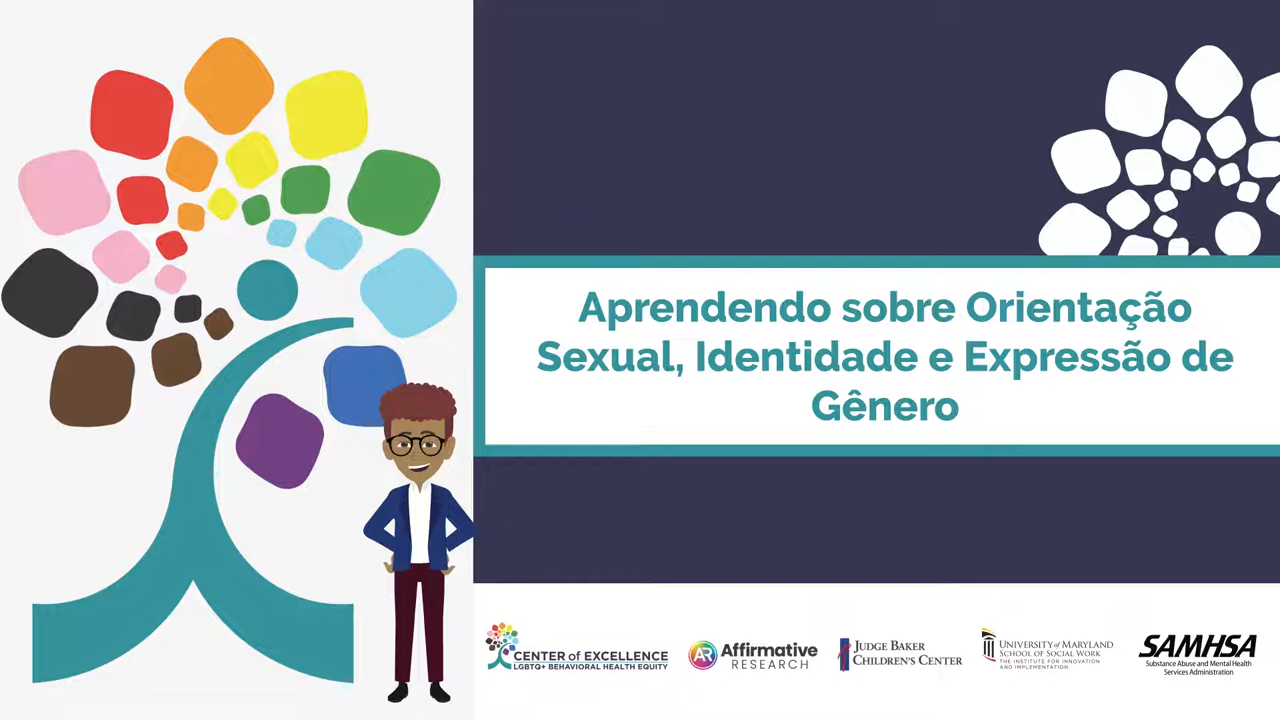 Aprendendo sobre Orientação
Sexual, Identidade e Expressão de
Gênero
CENTER of EXCELLENCE
LGBTQ+ BEHAVIORAL HEALTH EQUITY
AR
Affirmative
RESEARCH
JUDGE BAKER
CHILDREN'S CENTER
UNIVERSITY of MARYLAND
SCHOOL OF SOCIAL WORK
THE INSTITUTE FOR INNOVATION
AND IMPLEMENTATION
SAMHSA
Substance Abuse and Mental Health
Services Administration